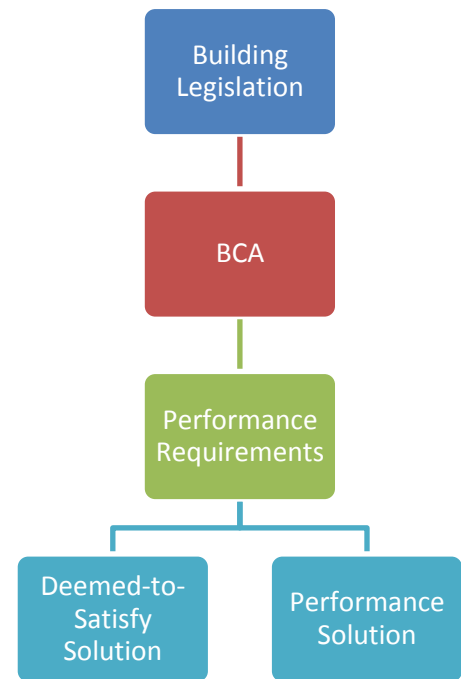 Building
Legislation
BCA
Performance
Requirements
Deemed-to-
Satisfy
Solution
Performance
Solution